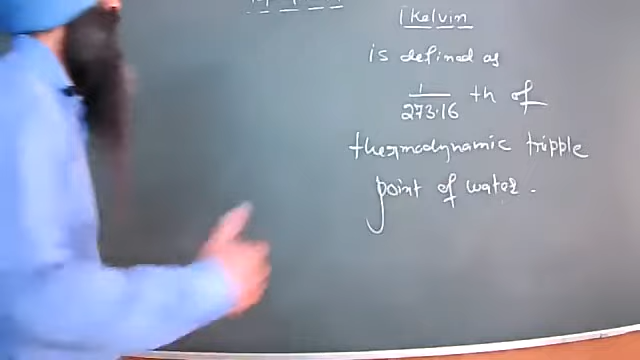 1 kelvin
is defined as
1/273.16 th of
thermodynamic tripple
point of water.